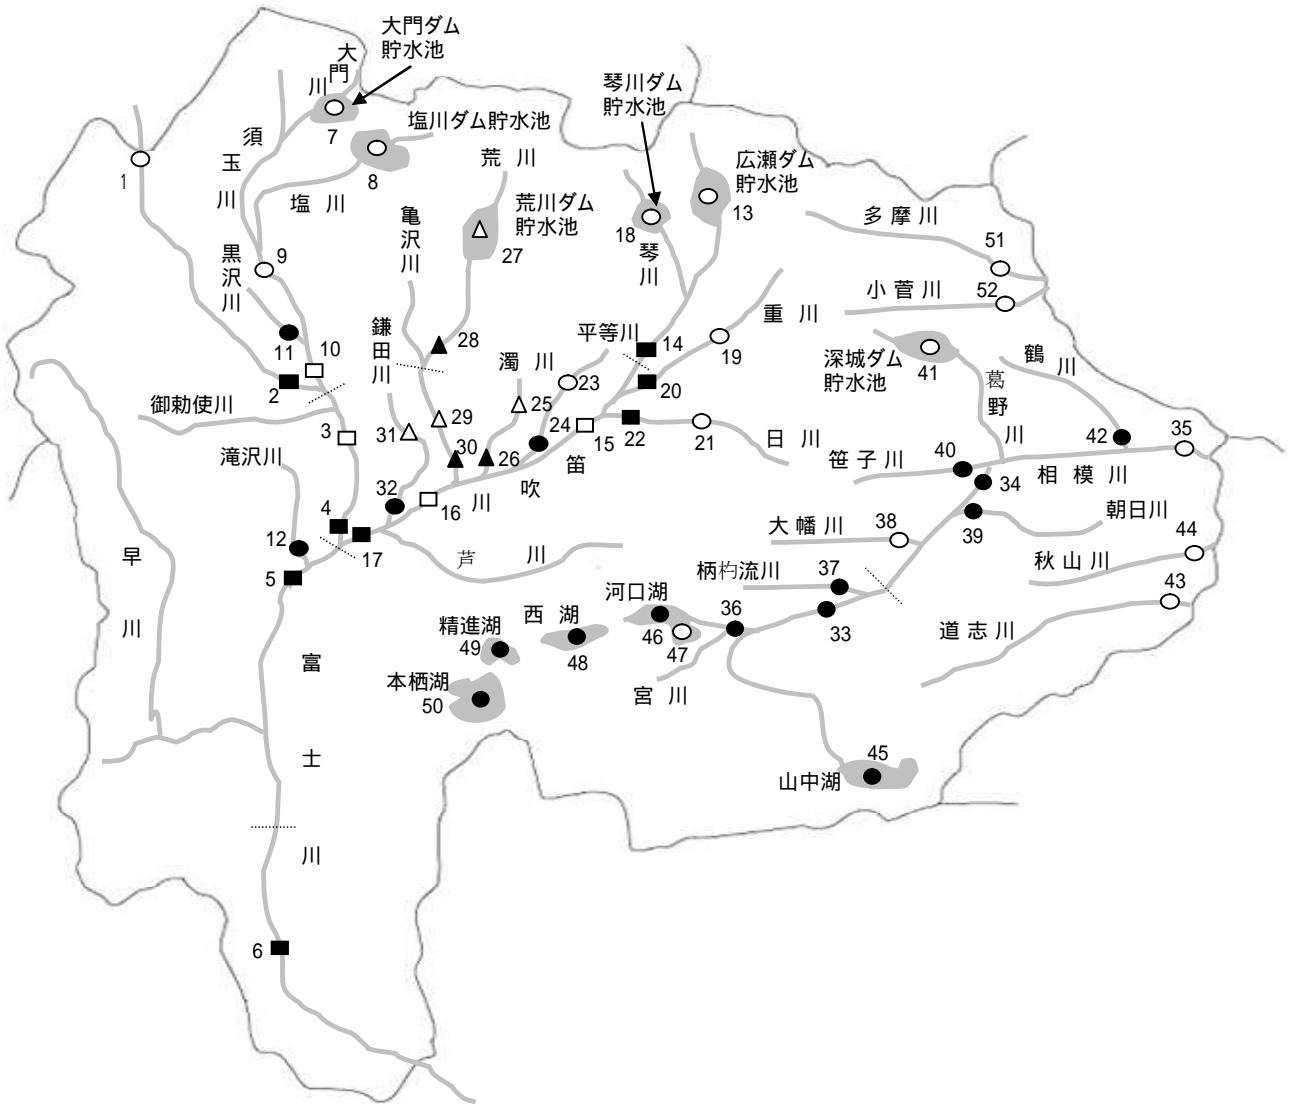 大門ダム
貯水池
大門川
7
琴川ダム
貯水池
塩川ダム貯水池
8
須玉川
1
塩 川
荒 川
荒川ダム
貯水池
27
亀沢川
広瀬ダム
貯水池
13
18
琴川
多摩川
51
小菅川
52
9
黒沢川
11
10
2
御勅使川
3
鎌田川
28
濁 川
23
平等川
14
重 川
19
20
深城ダム
貯水池
41
葛野川
鶴川
42
35
29
25
31
24
15
22
21
日 川
30
26
笹子川
40
34
相模川
滝沢川
32
16
笛吹川
4
17
12
5
芦 川
大幡川
38
39
朝日川
44
秋山川
43
早川
柄杓流川
37
33
36
道志川
河口湖
46
47
西 湖
48
精進湖
49
本栖湖
50
宮 川
富士川
45
山中湖
6